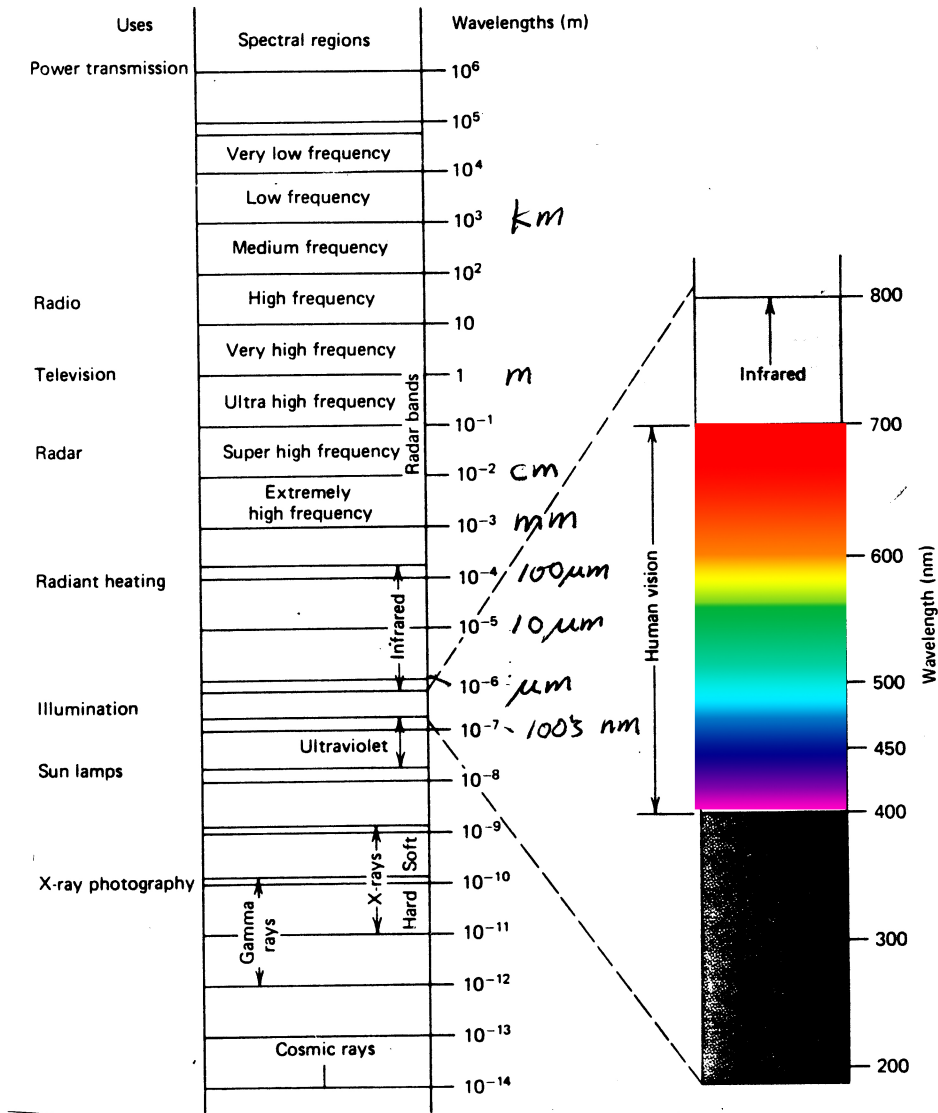 Uses
Spectral regions
Wavelengths (m)
Power transmission
10⁶
10⁵
Very low frequency
10⁴
Low frequency
10³ km
Medium frequency
10²
Radio
High frequency
10
Very high frequency
Television
1 m
Ultra high frequency
10⁻¹
Radar
Super high frequency
Radar bands
10⁻² cm
Extremely
high frequency
10⁻³ mm
Radiant heating
10⁻⁴ 100μm
Infrared
10⁻⁵ 10 μm
10⁻⁶ μm
Illumination
10⁻⁷ ~ 100's nm
Ultraviolet
Sun lamps
10⁻⁸
10⁻⁹
X-rays
Soft
X-ray photography
10⁻¹⁰
Hard
Gamma
rays
10⁻¹¹
10⁻¹²
10⁻¹³
Cosmic rays
10⁻¹⁴
800
Infrared
700
Human vision
600
Wavelength (nm)
500
450
400
300
200